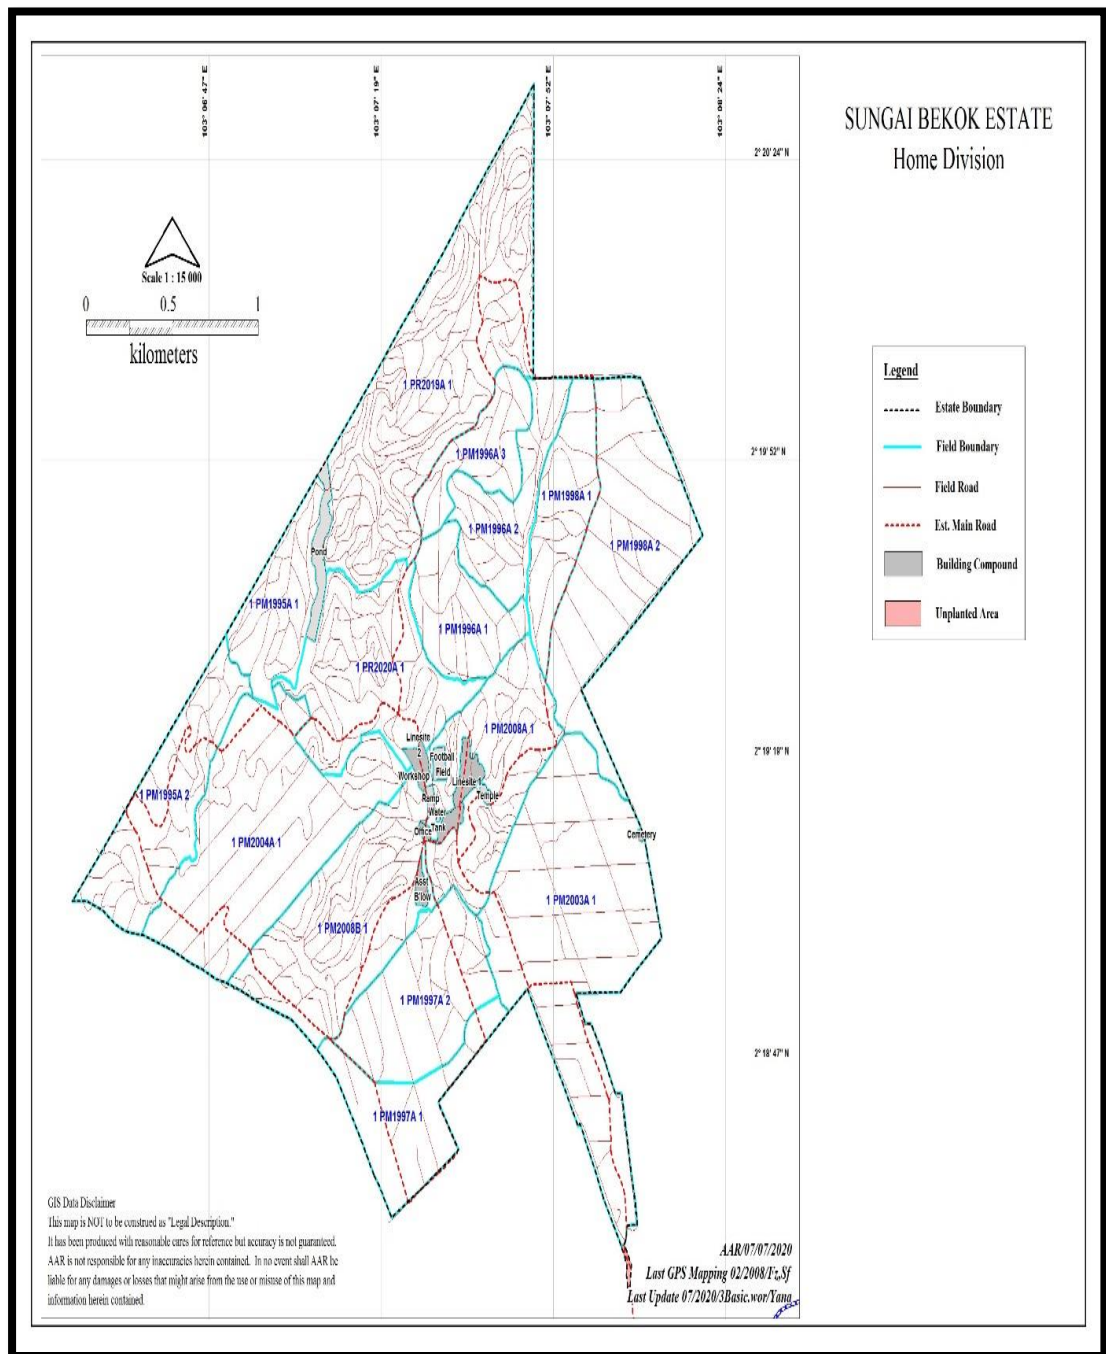 SUNGAI BEKOK ESTATE
Home Division
103° 06' 47" E
103° 07' 19" E
103° 07' 52" E
103° 08' 24" E
2° 20' 24" N
2° 19' 52" N
2° 19' 18" N
2° 18' 47" N
Scale 1 : 15 000
0 0.5 1
kilometers
Legend
Estate Boundary
Field Boundary
Field Road
Est. Main Road
Building Compound
Unplanted Area
1 PR2019A 1
1 PM1996A 3
1 PM1998A 1
1 PM1996A 2
1 PM1998A 2
Pond
1 PM1995A 1
1 PM1996A 1
1 PR2020A 1
1 PM2008A 1
Linesite
2
Football
Field
Workshop
Linesite 1
Temple
Ramp
Water
Tank
Office
1 PM1995A 2
1 PM2004A 1
Cemetery
Asst
B'low
1 PM2003A 1
1 PM2008B 1
1 PM1997A 2
1 PM1997A 1
GIS Data Disclaimer
This map is NOT to be construed as "Legal Description."
It has been produced with reasonable cares for reference but accuracy is not guaranteed.
AAR is not responsible for any inaccuracies herein contained. In no event shall AAR be
liable for any damages or losses that might arise from the use or misuse of this map and
information herein contained.
AAR/07/07/2020
Last GPS Mapping 02/2008/Fz,Sf
Last Update 07/2020/3Basic.wor/Yana